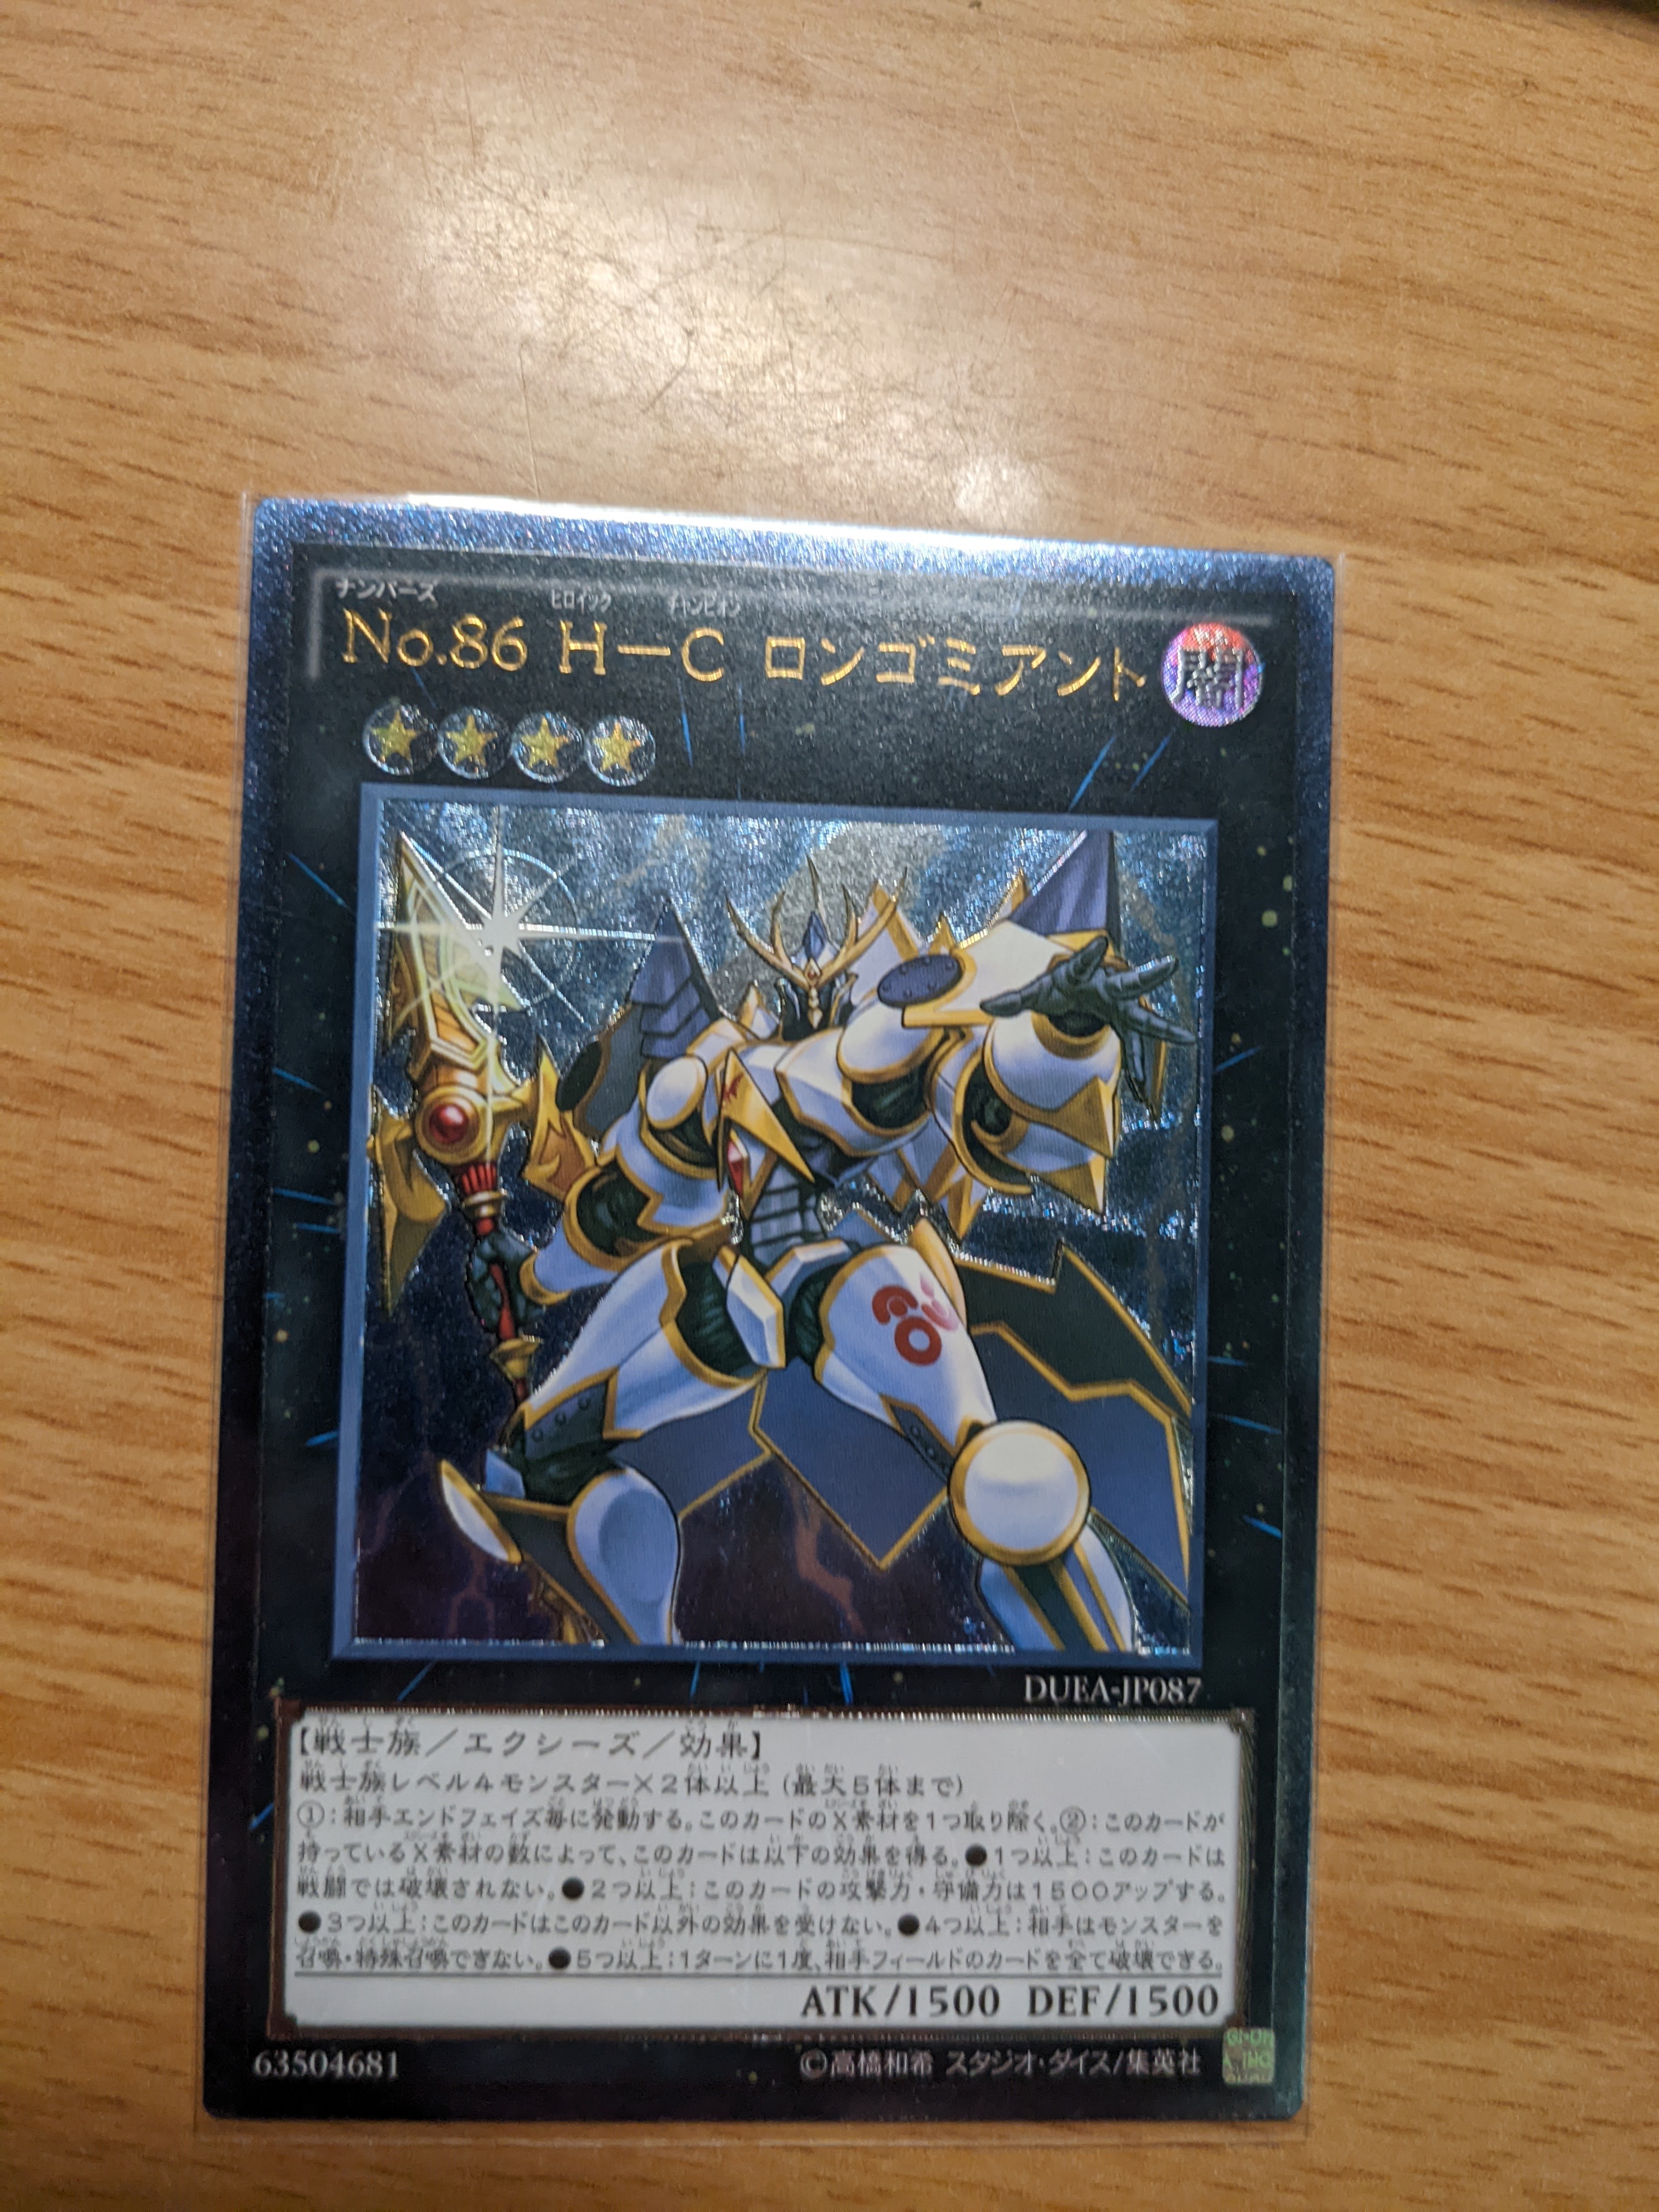 ナンバーズ ヒロイック チャンピオン
No.86 H－C ロンゴミアント
闇
DUEA-JP087
【戦士族／エクシーズ／効果】
戦士族レベル4モンスター×2体以上（最大5体まで）
①：相手エンドフェイズ毎に発動する。このカードのX素材を1つ取り除く。②：このカードが
持っているX素材の数によって、このカードは以下の効果を得る。●1つ以上：このカードは
戦闘では破壊されない。●2つ以上：このカードの攻撃力・守備力は1500アップする。
●3つ以上：このカードはこのカード以外の効果を受けない。●4つ以上：相手はモンスターを
召喚・特殊召喚できない。●5つ以上：1ターンに1度、相手フィールドのカードを全て破壊できる。
ATK/1500 DEF/1500
63504681
©高橋和希 スタジオ・ダイス/集英社